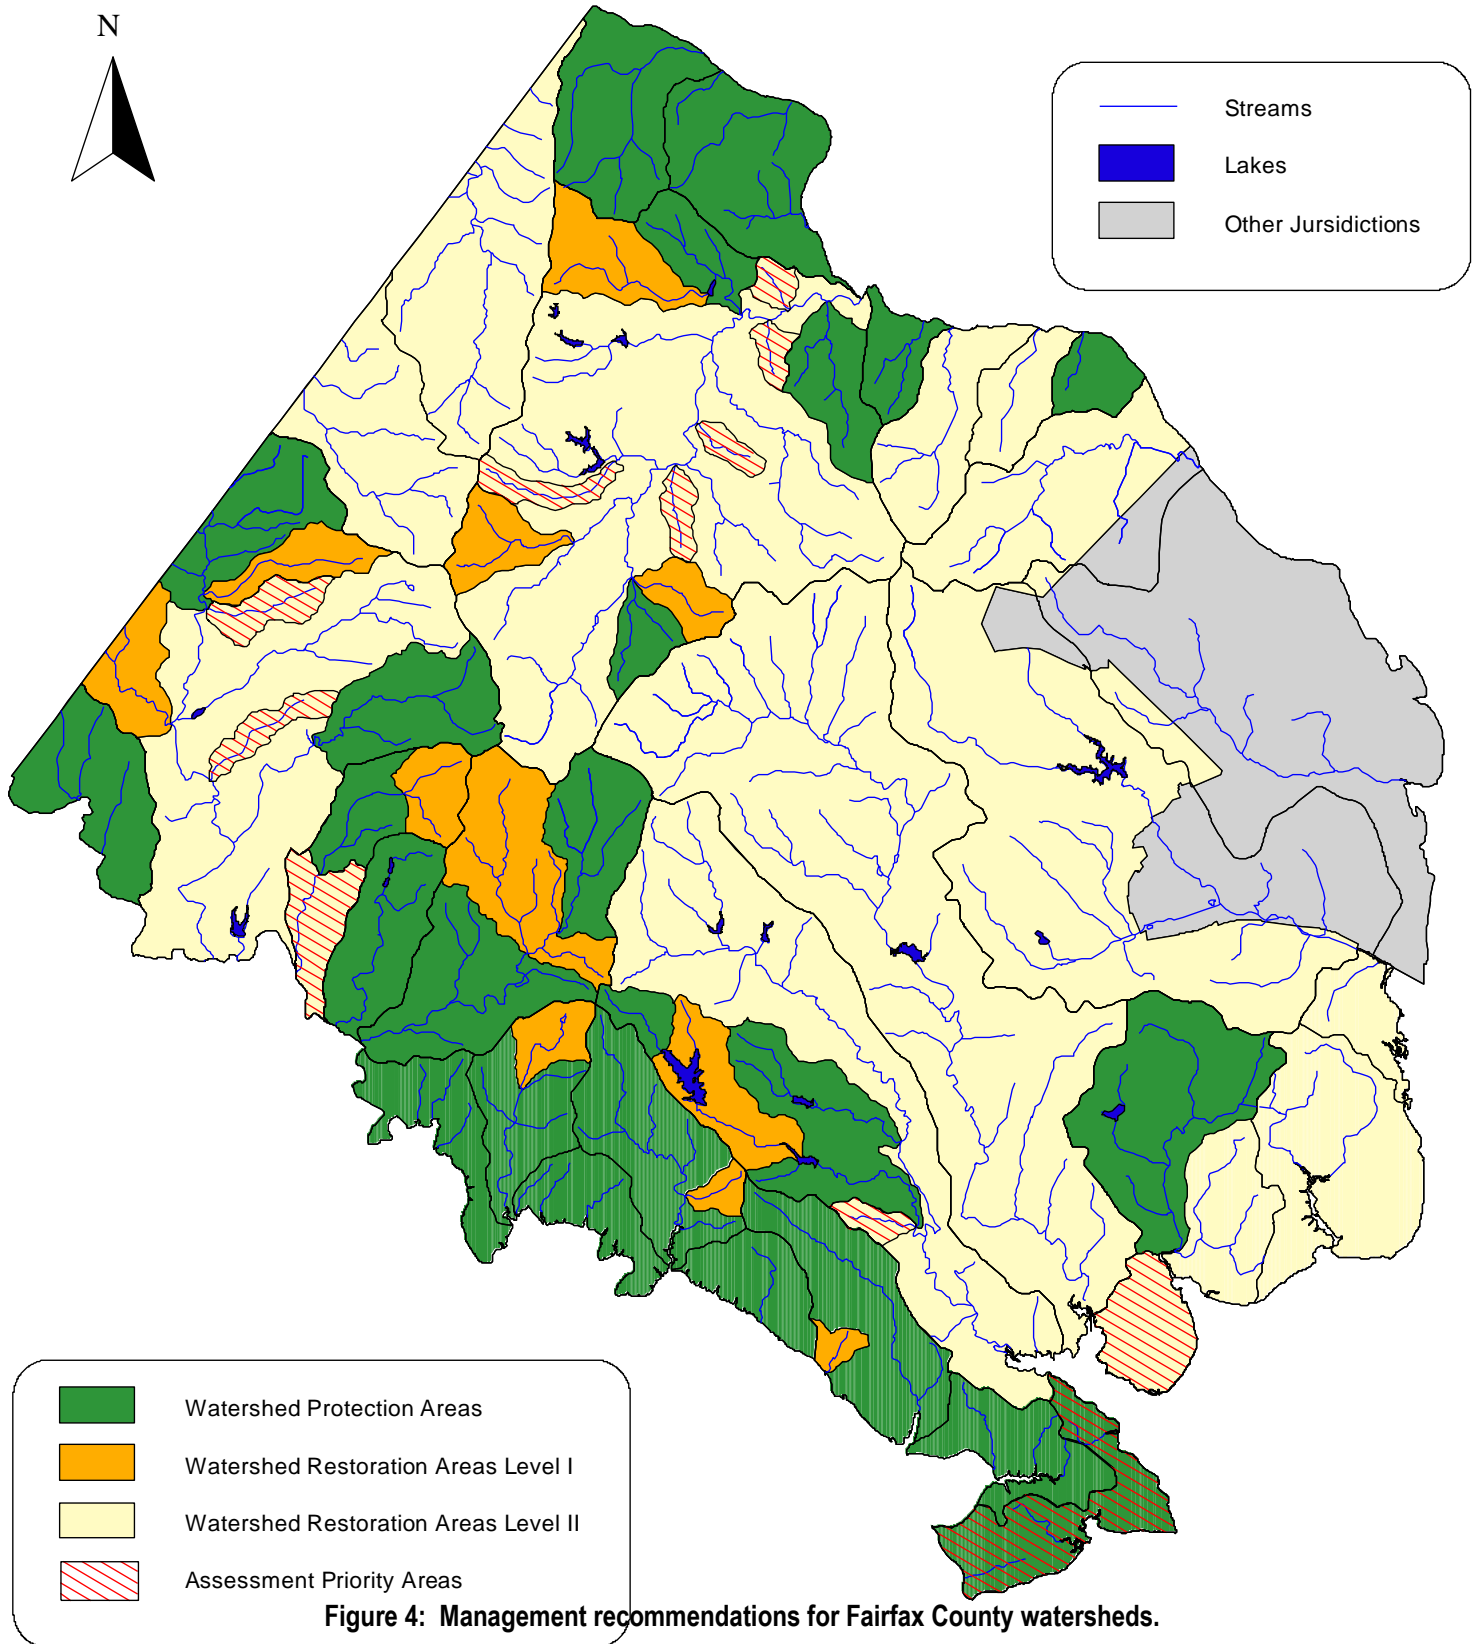 N
Streams
Lakes
Other Jursidictions
Watershed Protection Areas
Watershed Restoration Areas Level I
Watershed Restoration Areas Level II
Assessment Priority Areas
Figure 4: Management recommendations for Fairfax County watersheds.